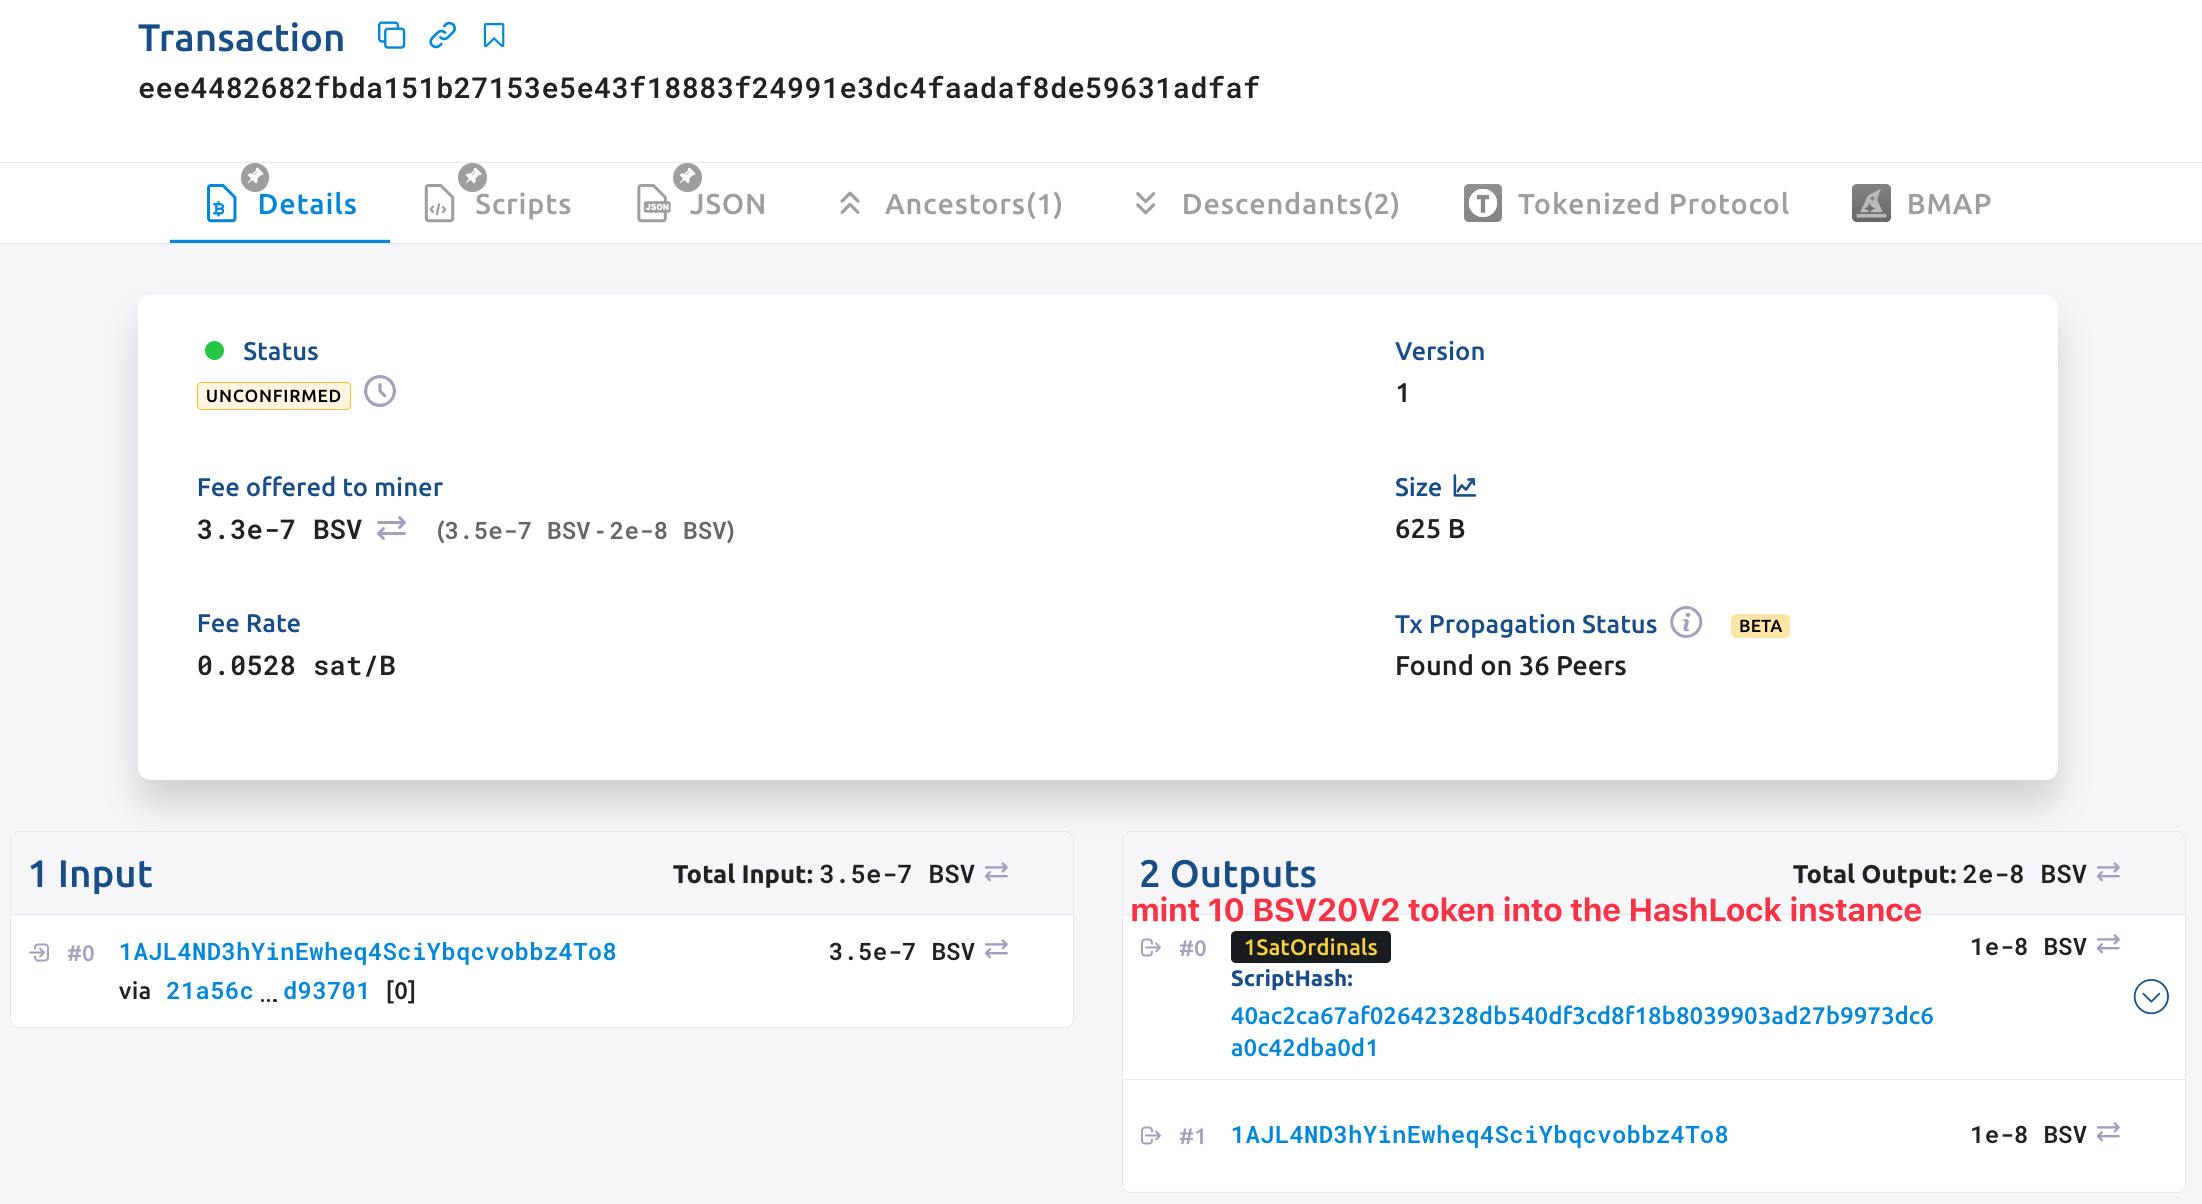 Transaction
eee4482682fbda151b27153e5e43f18883f24991e3dc4faadaf8de59631adfaf
Details
Scripts
JSON
Ancestors(1)
Descendants(2)
Tokenized Protocol
BMAP
Status
UNCONFIRMED
Version
1
Fee offered to miner
3.3e-7 BSV (3.5e-7 BSV - 2e-8 BSV)
Size
625 B
Fee Rate
0.0528 sat/B
Tx Propagation Status BETA
Found on 36 Peers
1 Input
Total Input: 3.5e-7 BSV
#0 1AJL4ND3hYinEwheq4SciYbqcvobbz4To8 3.5e-7 BSV
via 21a56c ... d93701 [0]
2 Outputs
Total Output: 2e-8 BSV
mint 10 BSV20V2 token into the HashLock instance
#0 1SatOrdinals 1e-8 BSV
ScriptHash:
40ac2ca67af02642328db540df3cd8f18b8039903ad27b9973dc6
a0c42dba0d1
#1 1AJL4ND3hYinEwheq4SciYbqcvobbz4To8 1e-8 BSV